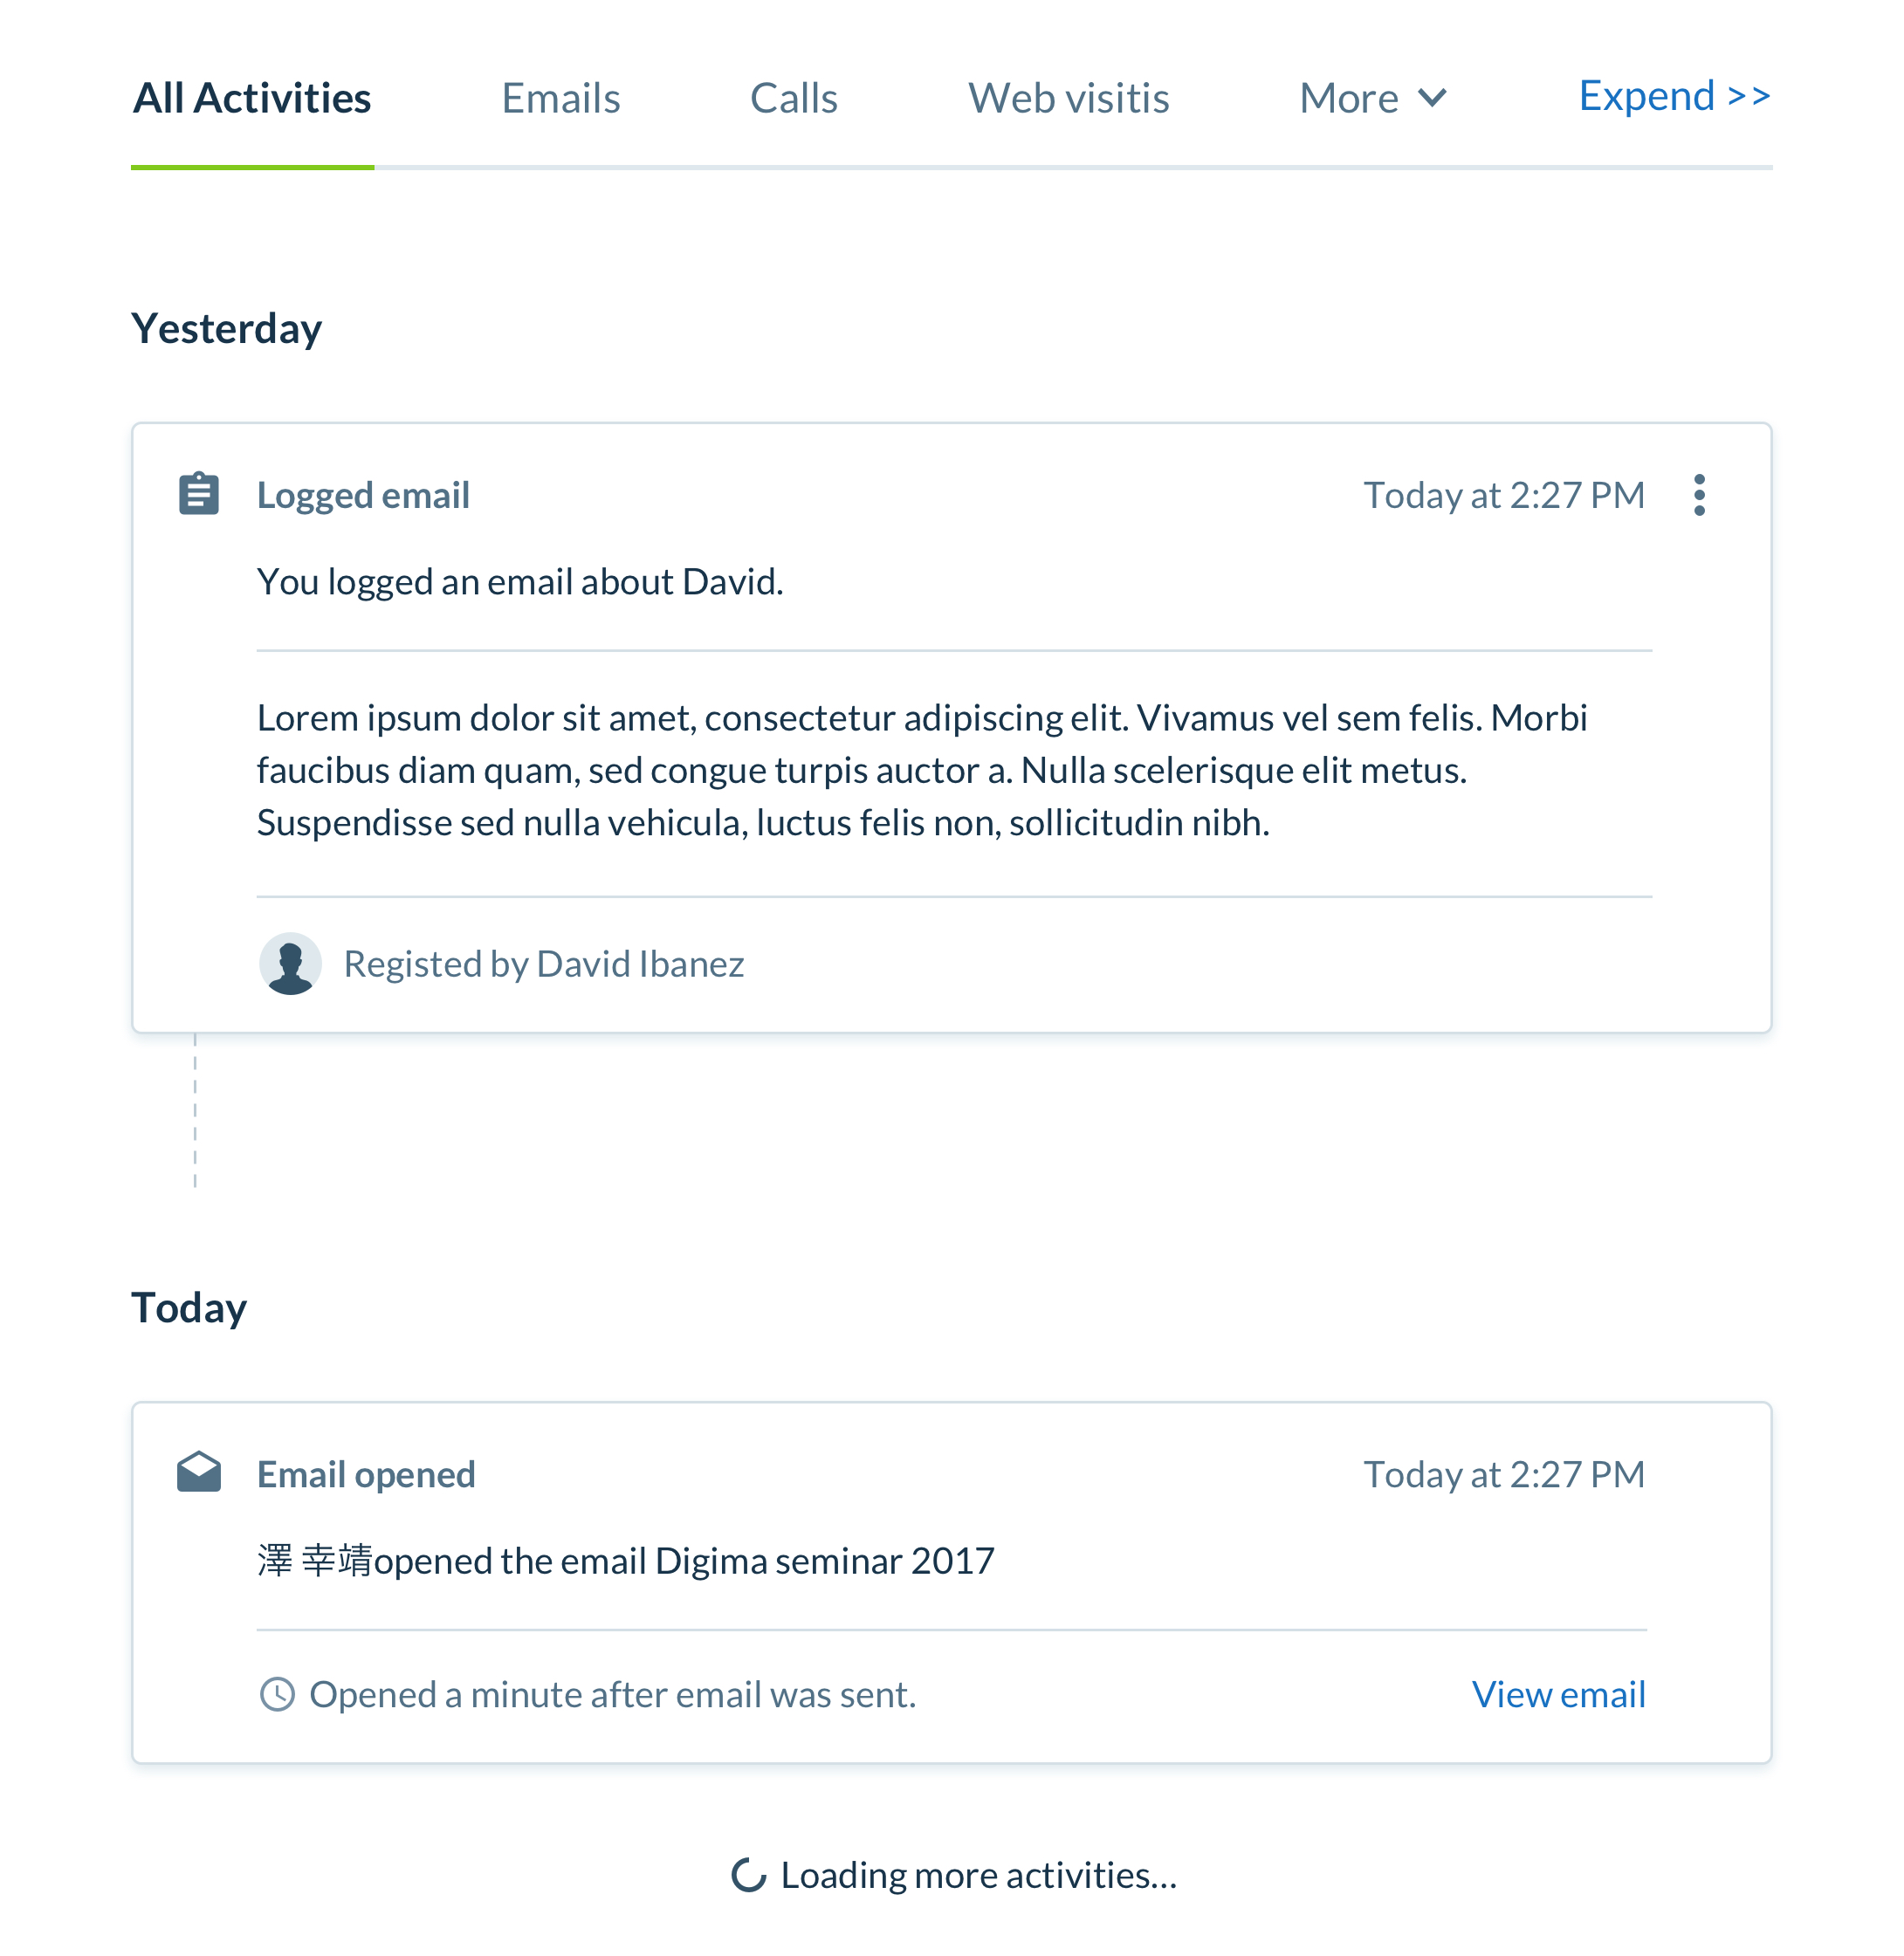 All Activities Emails Calls Web visitis More Expend >>
Yesterday
Logged email Today at 2:27 PM
You logged an email about David.
Lorem ipsum dolor sit amet, consectetur adipiscing elit. Vivamus vel sem felis. Morbi
faucibus diam quam, sed congue turpis auctor a. Nulla scelerisque elit metus.
Suspendisse sed nulla vehicula, luctus felis non, sollicitudin nibh.
Registed by David Ibanez
Today
Email opened Today at 2:27 PM
澤 幸靖opened the email Digima seminar 2017
Opened a minute after email was sent. View email
Loading more activities...